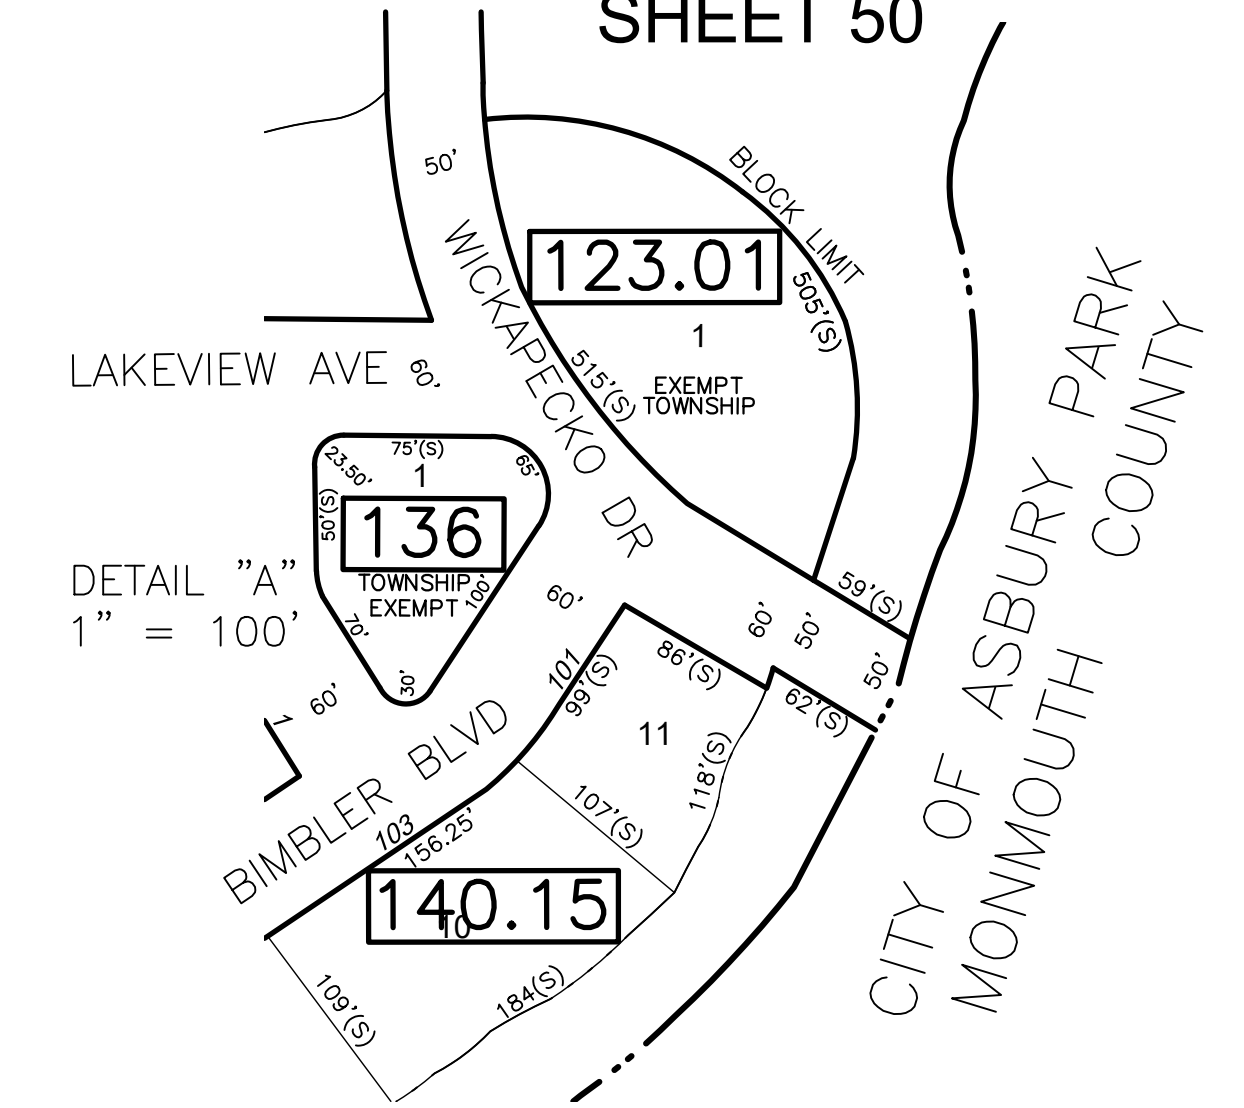 SHEET 50
50'
BLOCK LIMIT
WICKAPECKO DR
123.01
505'(S)
1
515'(S)
EXEMPT
TOWNSHIP
LAKEVIEW AVE
60'
75'(S)
23.50'
65'
1
50'(S)
136
TOWNSHIP
EXEMPT
100'
70'
30'
DETAIL "A"
1" = 100'
60'
59'(S)
60'
50'
50'
86'(S)
62'(S)
101
99'(S)
11
118'(S)
107'(S)
1
60'
BIMBLER BLVD
103
156.25'
140.15
10
109'(S)
184(S)
CITY OF ASBURY PARK
MONMOUTH COUNTY